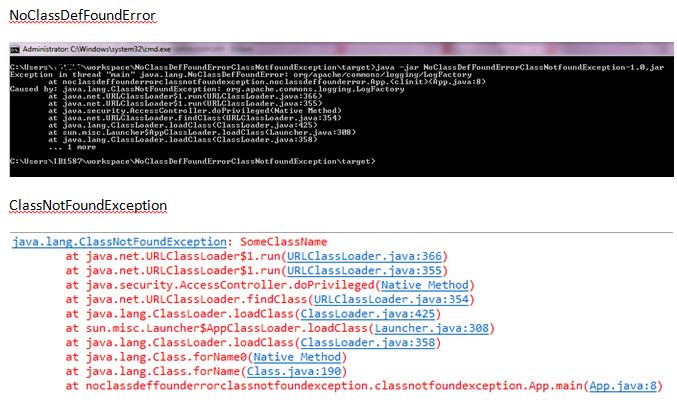 NoClassDefFoundError
Administrator: C:\Windows\system32\cmd.exe
C:\Users\IB1587\workspace\NoClassDefFoundErrorClassNotfoundException\target>java -jar NoClassDefFoundErrorClassNotfoundException-1.0.jar
Exception in thread "main" java.lang.NoClassDefFoundError: org/apache/commons/logging/LogFactory
at noclassdeffounderrorclassnotfoundexception.noclassdeffounderror.App.<clinit>(App.java:8)
Caused by: java.lang.ClassNotFoundException: org.apache.commons.logging.LogFactory
at java.net.URLClassLoader$1.run(URLClassLoader.java:366)
at java.net.URLClassLoader$1.run(URLClassLoader.java:355)
at java.security.AccessController.doPrivileged(Native Method)
at java.net.URLClassLoader.findClass(URLClassLoader.java:354)
at java.lang.ClassLoader.loadClass(ClassLoader.java:425)
at sun.misc.Launcher$AppClassLoader.loadClass(Launcher.java:308)
at java.lang.ClassLoader.loadClass(ClassLoader.java:358)
... 1 more
C:\Users\IB1587\workspace\NoClassDefFoundErrorClassNotfoundException\target>
ClassNotFoundException
java.lang.ClassNotFoundException: SomeClassName
at java.net.URLClassLoader$1.run(URLClassLoader.java:366)
at java.net.URLClassLoader$1.run(URLClassLoader.java:355)
at java.security.AccessController.doPrivileged(Native Method)
at java.net.URLClassLoader.findClass(URLClassLoader.java:354)
at java.lang.ClassLoader.loadClass(ClassLoader.java:425)
at sun.misc.Launcher$AppClassLoader.loadClass(Launcher.java:308)
at java.lang.ClassLoader.loadClass(ClassLoader.java:358)
at java.lang.Class.forName0(Native Method)
at java.lang.Class.forName(Class.java:190)
at noclassdeffounderrorclassnotfoundexception.classnotfoundexception.App.main(App.java:8)